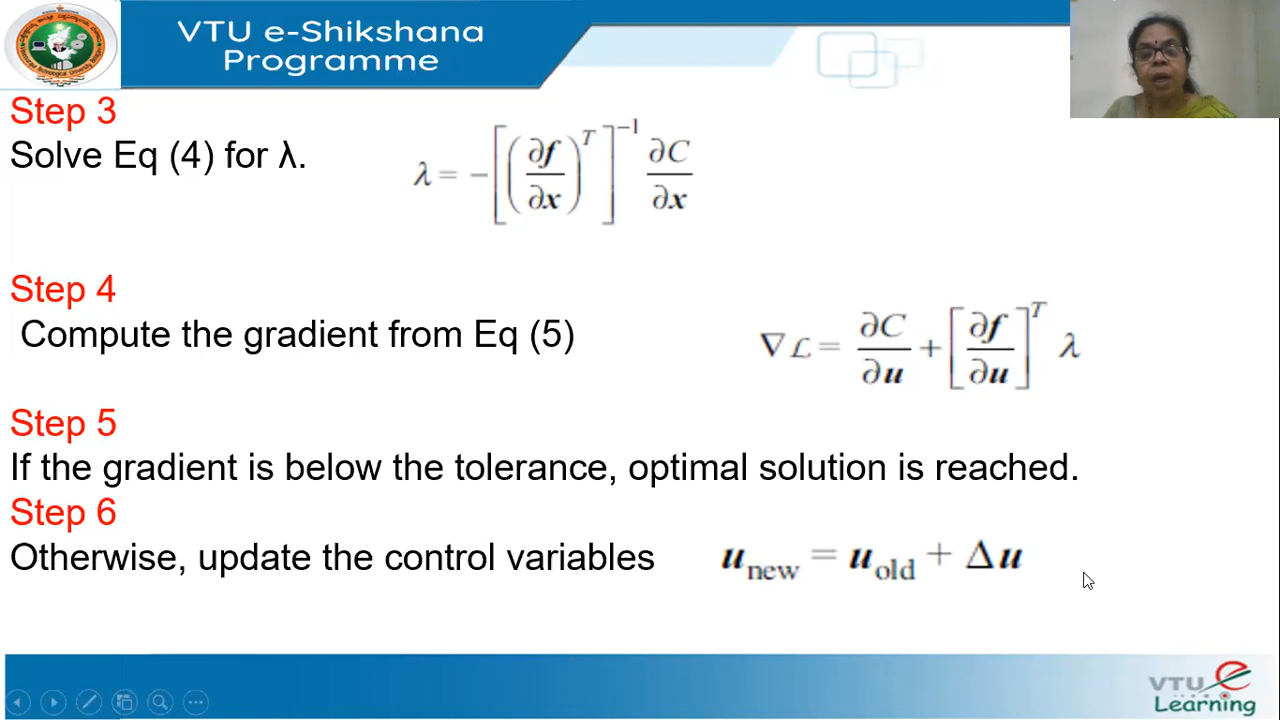 VTU e-Shikshana
Programme
Step 3
Solve Eq (4) for λ.
λ = −[(∂f/∂x)^T]^−1 ∂C/∂x
Step 4
Compute the gradient from Eq (5)
∇ℒ = ∂C/∂u + [∂f/∂u]^T λ
Step 5
If the gradient is below the tolerance, optimal solution is reached.
Step 6
Otherwise, update the control variables
u_new = u_old + Δu
VTU e
Learning